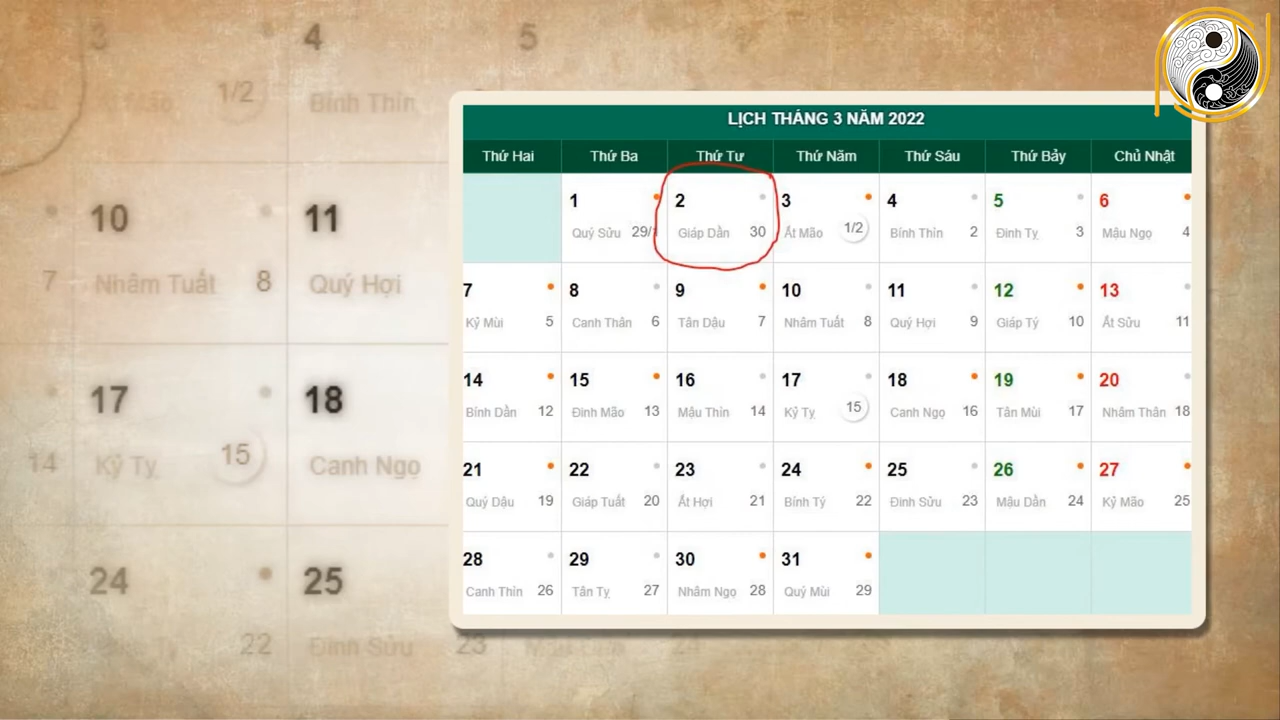 3 4 5
1/2 Bính Thìn
10 11
7 Nhâm Tuất 8 Quý Hợi
17 18
14 Kỷ Tỵ 15 Canh Ngọ
24 25
22 Đinh Sửu 23 24
LỊCH THÁNG 3 NĂM 2022
Thứ Hai Thứ Ba Thứ Tư Thứ Năm Thứ Sáu Thứ Bảy Chủ Nhật
1 2 3 4 5 6
Quý Sửu 29/1 Giáp Dần 30 Ất Mão 1/2 Bính Thìn 2 Đinh Tỵ 3 Mậu Ngọ 4
7 8 9 10 11 12 13
Kỷ Mùi 5 Canh Thân 6 Tân Dậu 7 Nhâm Tuất 8 Quý Hợi 9 Giáp Tý 10 Ất Sửu 11
14 15 16 17 18 19 20
Bính Dần 12 Đinh Mão 13 Mậu Thìn 14 Kỷ Tỵ 15 Canh Ngọ 16 Tân Mùi 17 Nhâm Thân 18
21 22 23 24 25 26 27
Quý Dậu 19 Giáp Tuất 20 Ất Hợi 21 Bính Tý 22 Đinh Sửu 23 Mậu Dần 24 Kỷ Mão 25
28 29 30 31
Canh Thìn 26 Tân Tỵ 27 Nhâm Ngọ 28 Quý Mùi 29